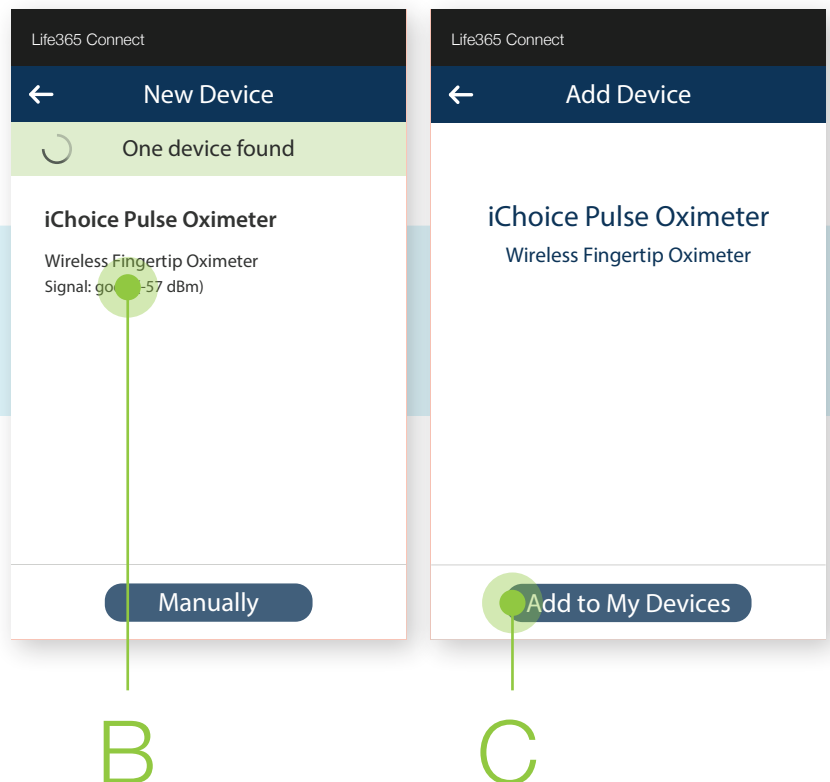 Life365 Connect
New Device
One device found
iChoice Pulse Oximeter
Wireless Fingertip Oximeter
Signal: go -57 dBm)
Manually
B
Life365 Connect
Add Device
iChoice Pulse Oximeter
Wireless Fingertip Oximeter
Add to My Devices
C